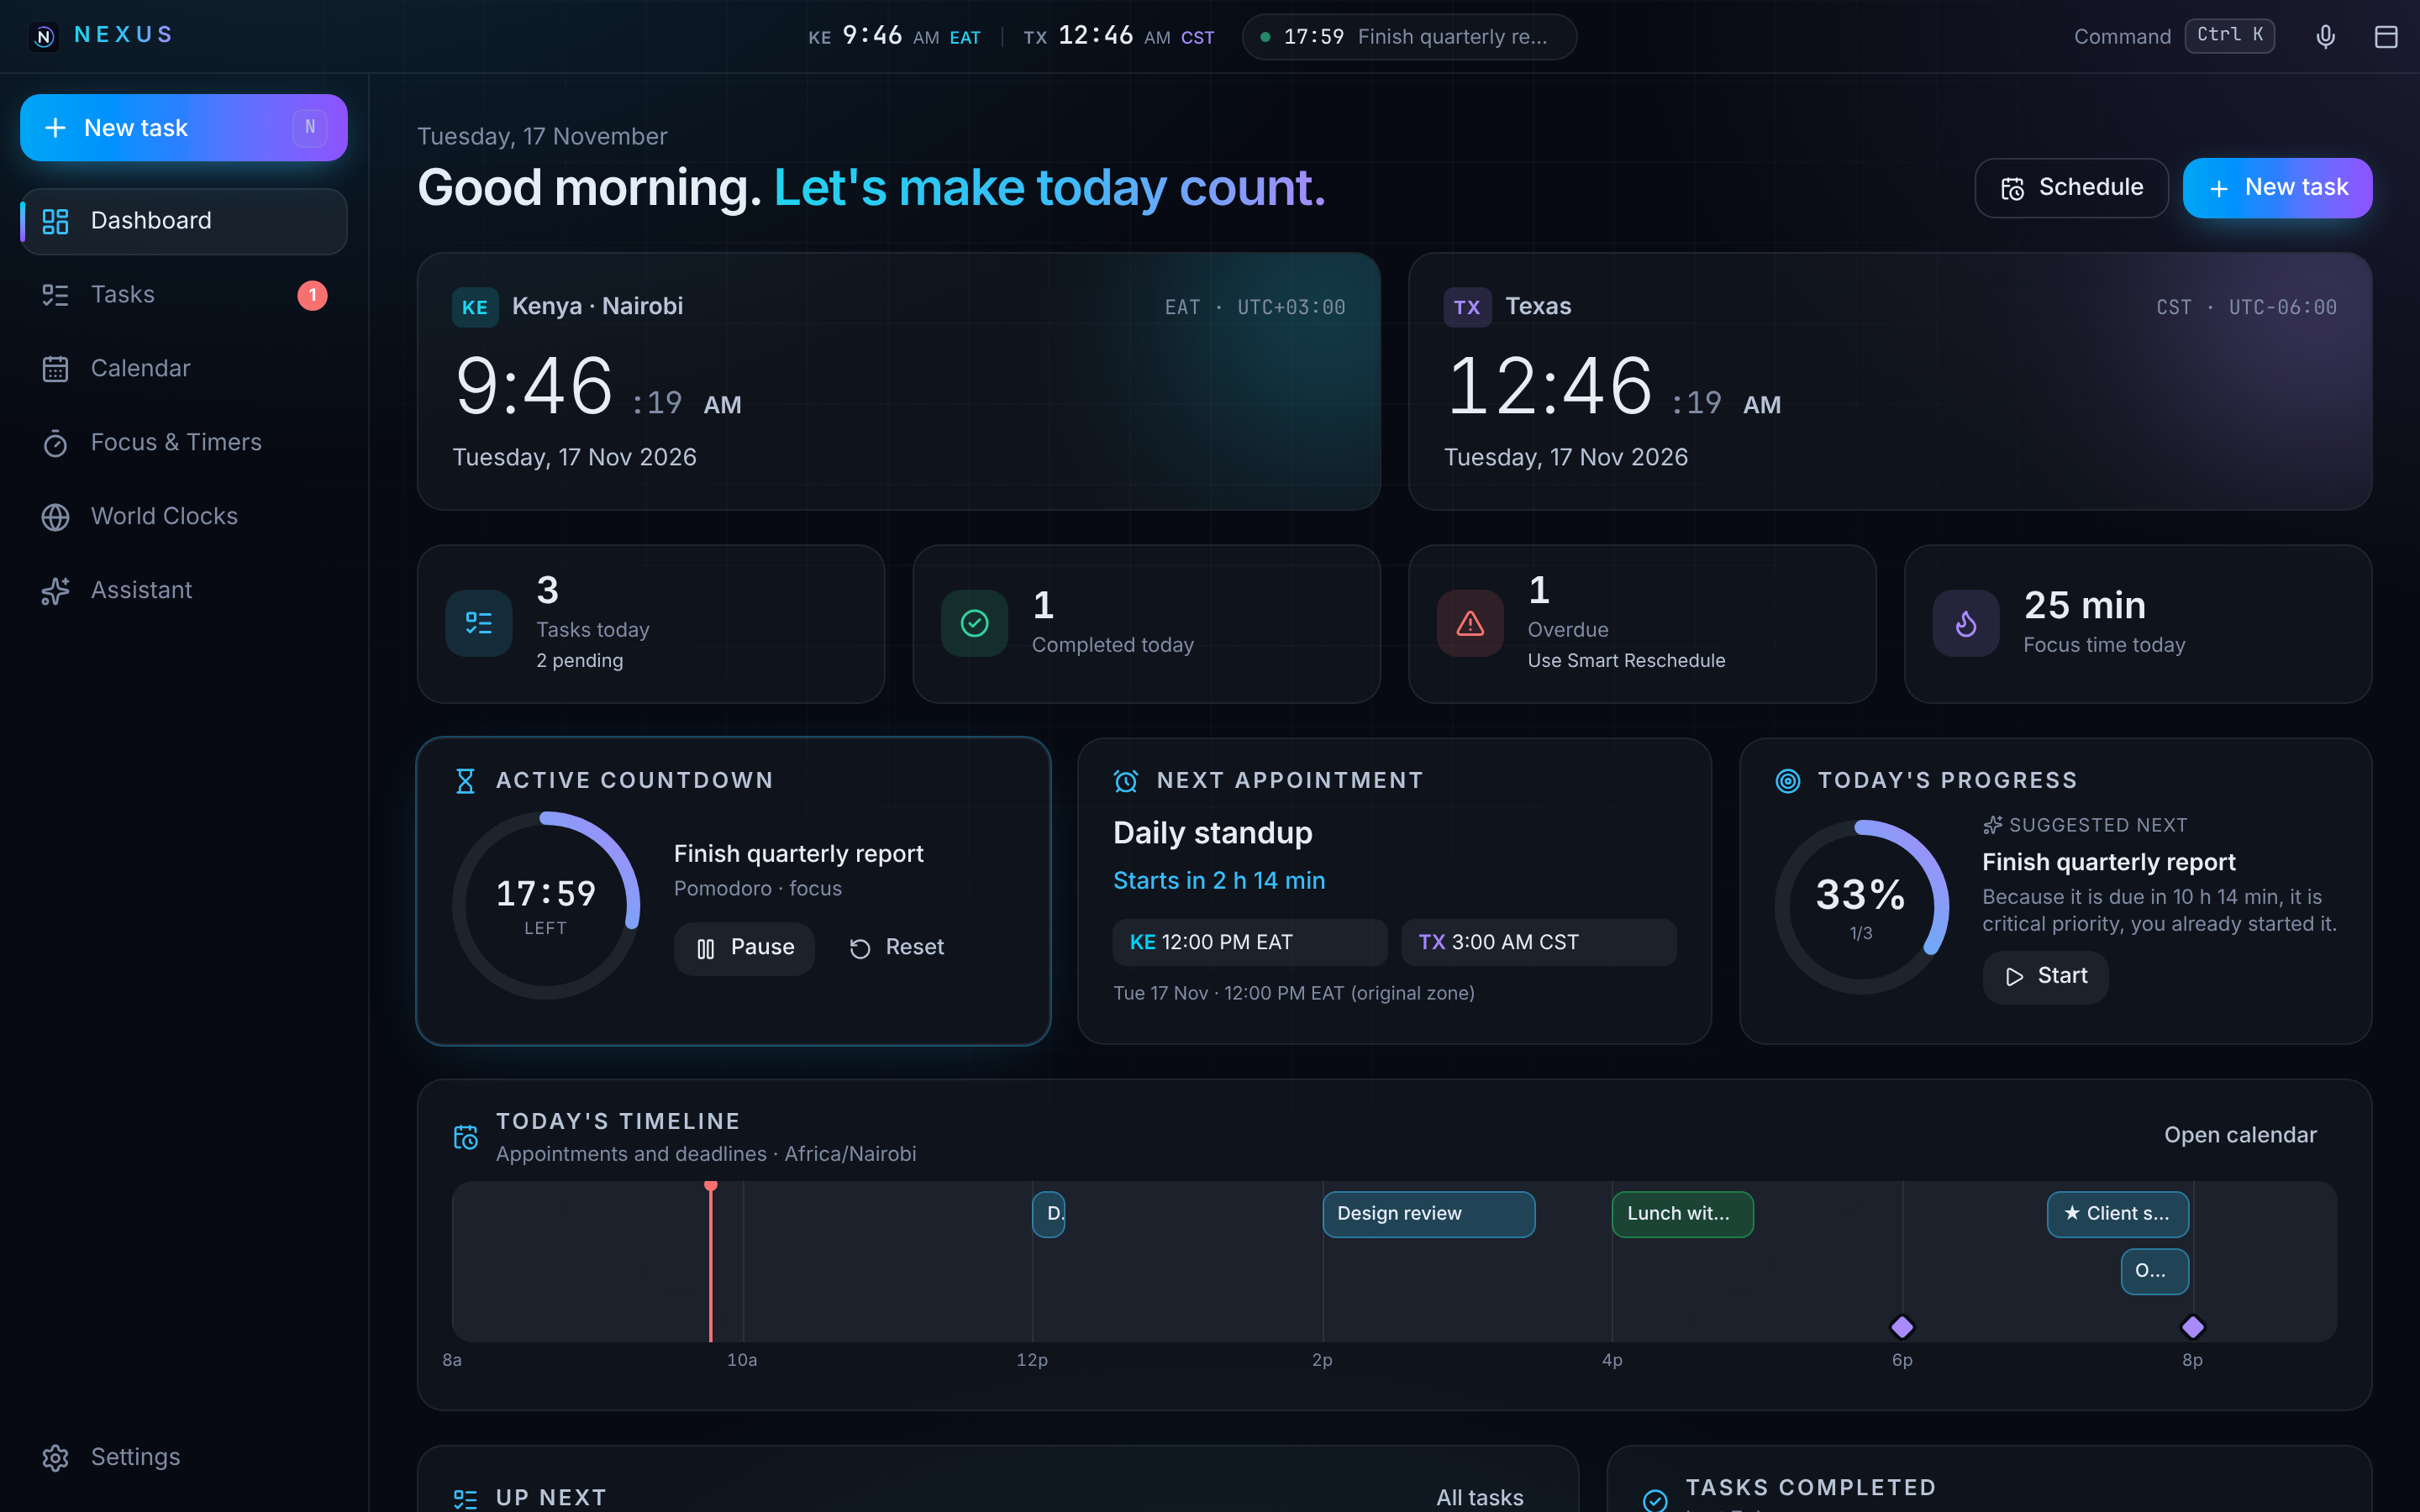 N NEXUS
KE 9:46 AM EAT TX 12:46 AM CST 17:59 Finish quarterly re... Command Ctrl K
New task N
Dashboard
Tasks 1
Calendar
Focus & Timers
World Clocks
Assistant
Settings
Tuesday, 17 November
Good morning. Let's make today count.
Schedule
New task
KE Kenya · Nairobi EAT · UTC+03:00
9:46 :19 AM
Tuesday, 17 Nov 2026
TX Texas CST · UTC-06:00
12:46 :19 AM
Tuesday, 17 Nov 2026
3
Tasks today
2 pending
1
Completed today
1
Overdue
Use Smart Reschedule
25 min
Focus time today
ACTIVE COUNTDOWN
17:59
LEFT
Finish quarterly report
Pomodoro · focus
Pause Reset
NEXT APPOINTMENT
Daily standup
Starts in 2 h 14 min
KE 12:00 PM EAT TX 3:00 AM CST
Tue 17 Nov · 12:00 PM EAT (original zone)
TODAY'S PROGRESS
33%
1/3
SUGGESTED NEXT
Finish quarterly report
Because it is due in 10 h 14 min, it is
critical priority, you already started it.
Start
TODAY'S TIMELINE
Appointments and deadlines · Africa/Nairobi
Open calendar
D. Design review Lunch wit... ★ Client s...
O...
8a 10a 12p 2p 4p 6p 8p
UP NEXT All tasks
TASKS COMPLETED